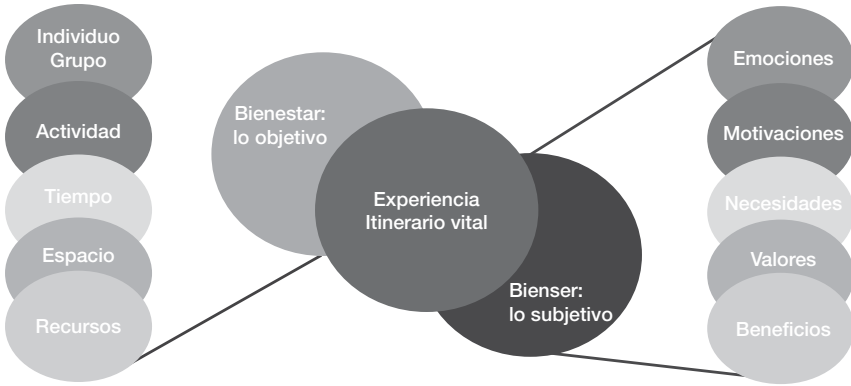 Individuo
Grupo
Actividad
Tiempo
Espacio
Recursos
Bienestar:
lo objetivo
Experiencia
Itinerario vital
Bienser:
lo subjetivo
Emociones
Motivaciones
Necesidades
Valores
Beneficios